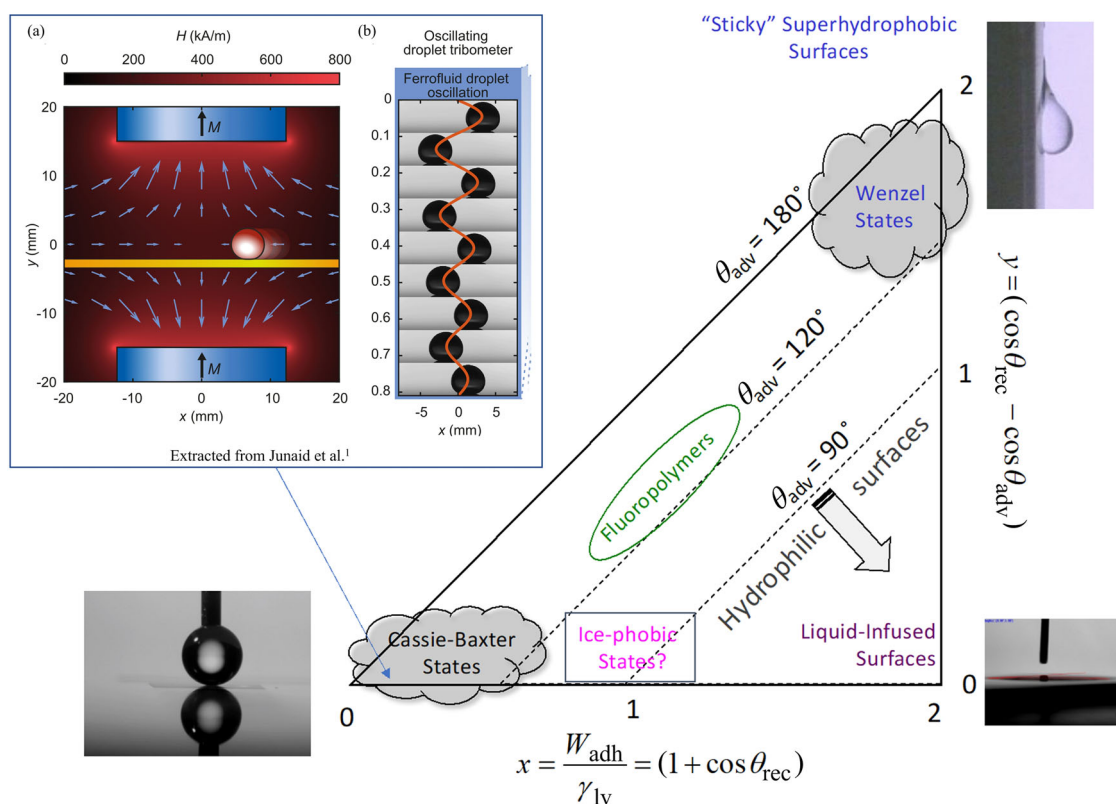 (a)
H (kA/m)
0 200 400 600 800
20
10
0
-10
-20
y (mm)
M
M
-20 -10 0 10 20
x (mm)
(b)
Oscillating
droplet tribometer
Ferrofluid droplet
oscillation
0
0.1
0.2
0.3
0.4
0.5
0.6
0.7
0.8
-5 0 5
x (mm)
Extracted from Junaid et al.¹
“Sticky” Superhydrophobic
Surfaces
2
Wenzel
States
θadv = 180°
θadv = 120°
θadv = 90°
1
y = (cosθrec − cosθadv)
Fluoropolymers
Hydrophilic surfaces
Cassie-Baxter
States
Ice-phobic
States?
Liquid-Infused
Surfaces
0
0 1 2
x = Wadh / γlv = (1 + cosθrec)